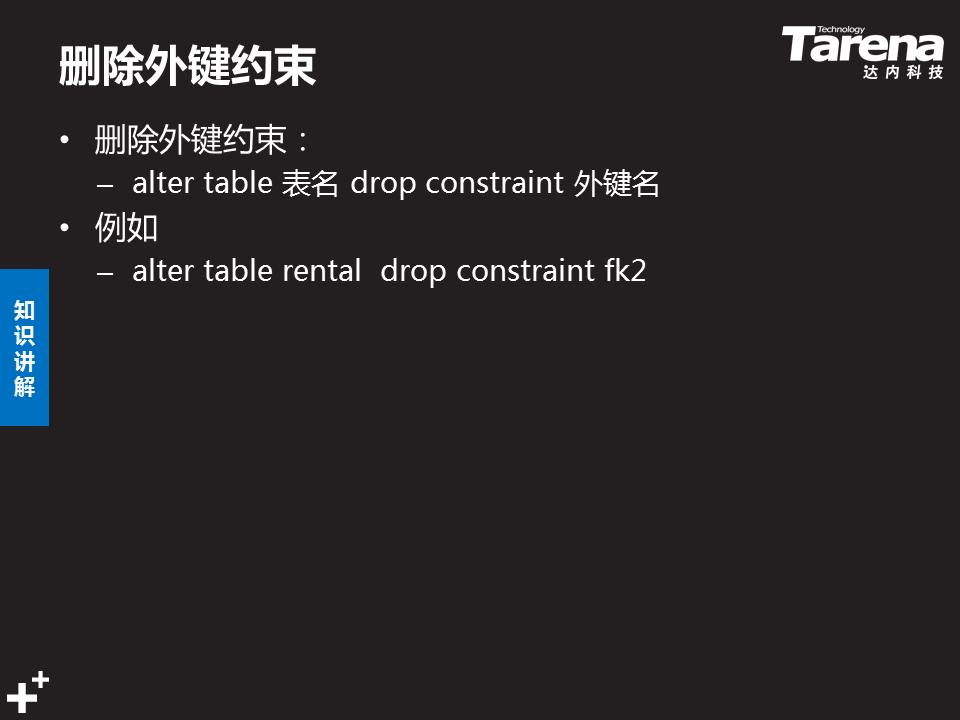 删除外键约束
Technology
Tarena
达内科技
• 删除外键约束：
– alter table 表名 drop constraint 外键名
• 例如
– alter table rental  drop constraint fk2
知
识
讲
解